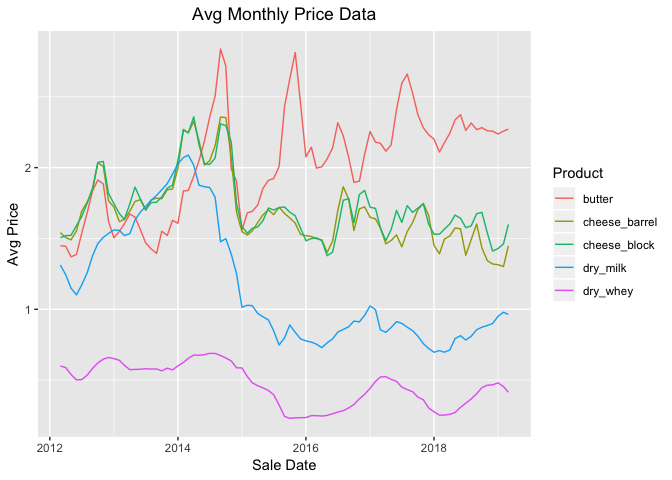 Avg Monthly Price Data
Avg Price
2
1
2012
2014
2016
2018
Sale Date
Product
butter
cheese_barrel
cheese_block
dry_milk
dry_whey